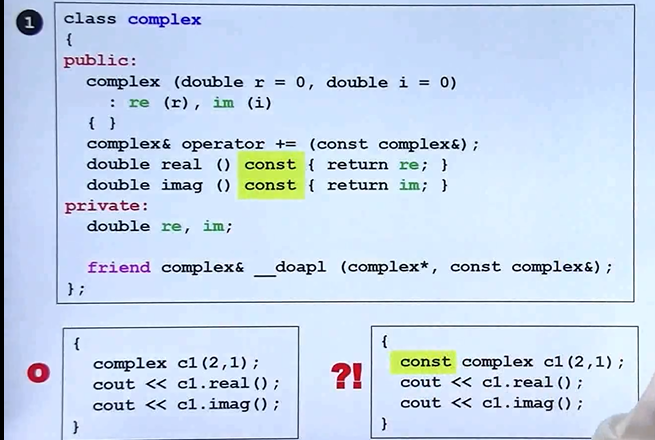 1
class complex
{
public:
complex (double r = 0, double i = 0)
: re (r), im (i)
{ }
complex& operator += (const complex&);
double real () const { return re; }
double imag () const { return im; }
private:
double re, im;
friend complex& __doapl (complex*, const complex&);
};
O
{
complex c1(2,1);
cout << c1.real();
cout << c1.imag();
}
?!
{
const complex c1(2,1);
cout << c1.real();
cout << c1.imag();
}